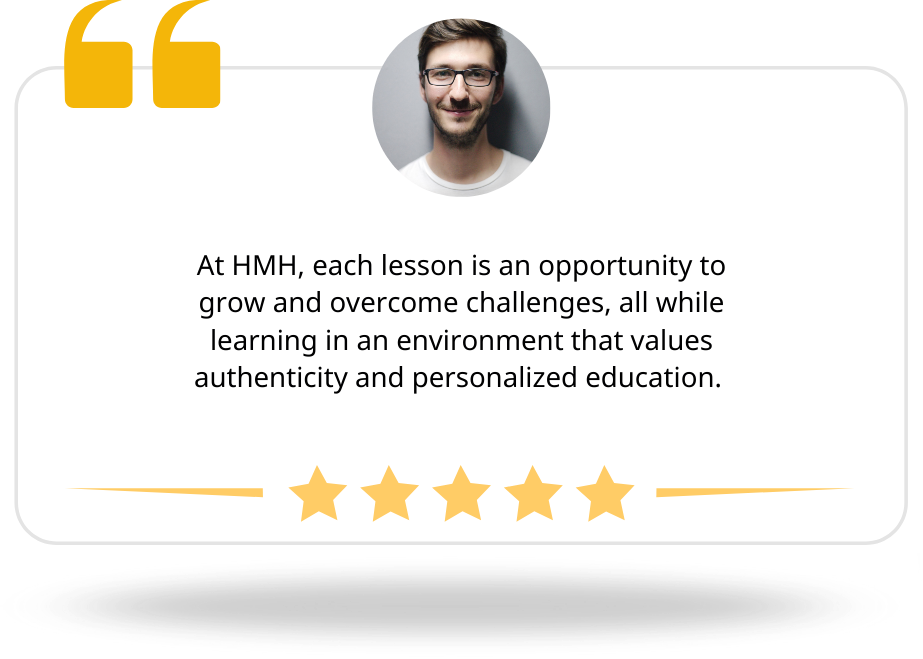 At HMH, each lesson is an opportunity to
grow and overcome challenges, all while
learning in an environment that values
authenticity and personalized education.